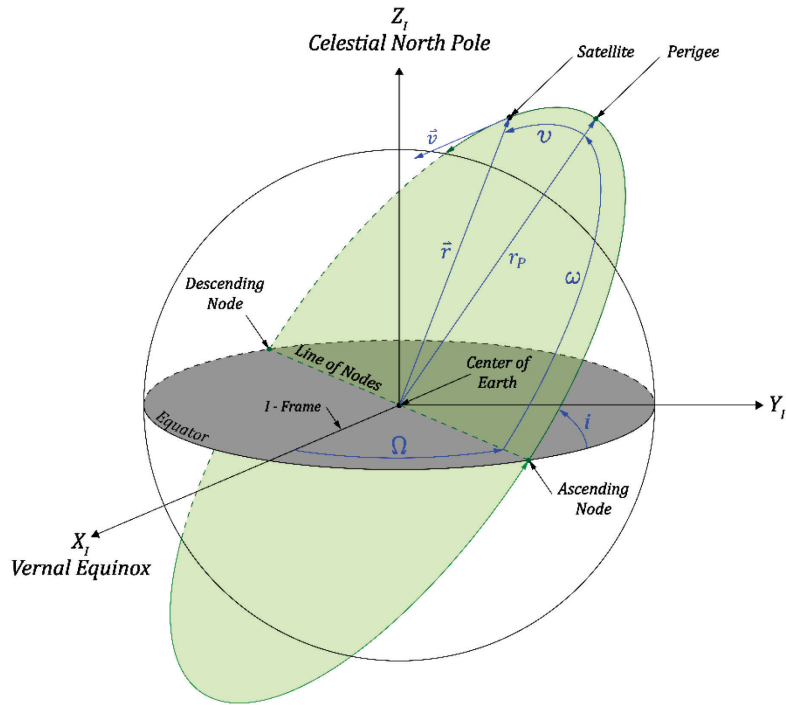 Z_I
Celestial North Pole
Satellite
Perigee
v⃗
υ
r⃗
r_P
ω
Descending
Node
Line of Nodes
Center of
Earth
I - Frame
Y_I
Equator
Ω
i
Ascending
Node
X_I
Vernal Equinox